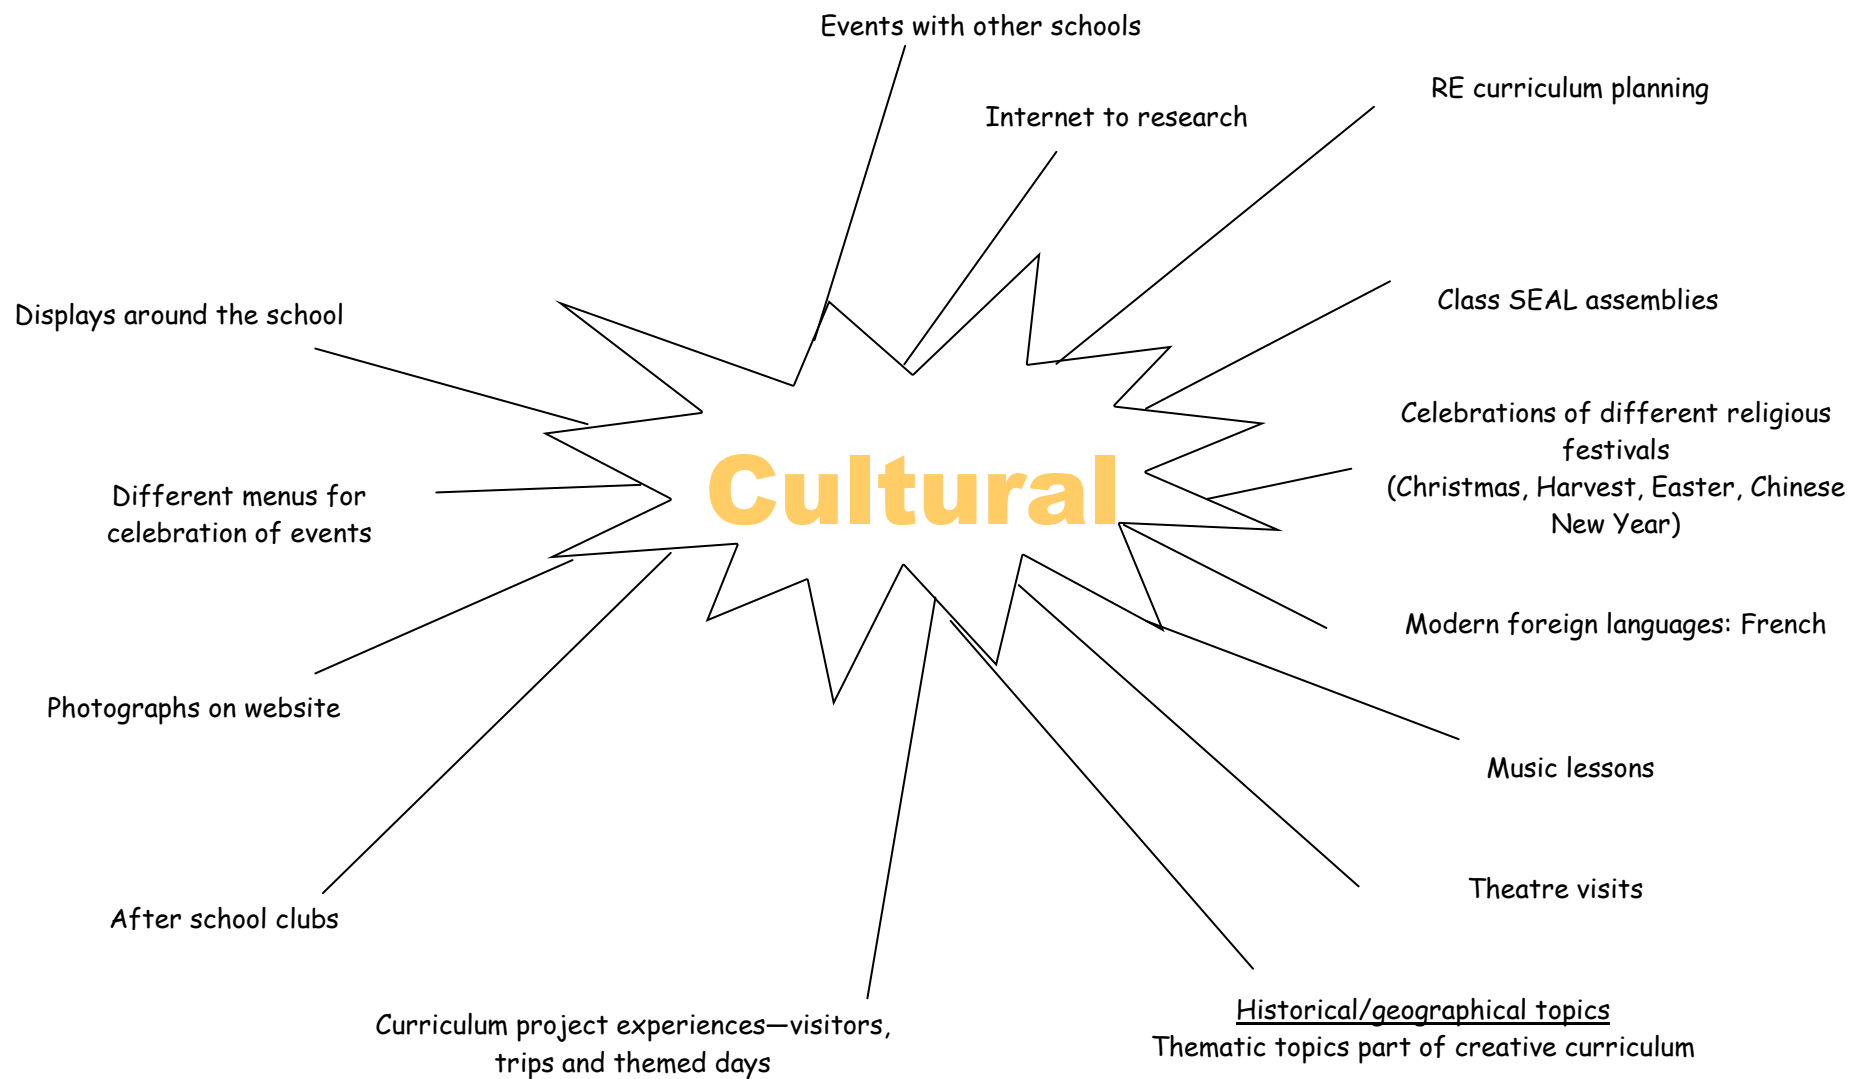 Events with other schools
RE curriculum planning
Internet to research
Class SEAL assemblies
Displays around the school
Celebrations of different religious
festivals
(Christmas, Harvest, Easter, Chinese
New Year)
Cultural
Different menus for
celebration of events
Modern foreign languages: French
Photographs on website
Music lessons
Theatre visits
After school clubs
Historical/geographical topics
Thematic topics part of creative curriculum
Curriculum project experiences—visitors,
trips and themed days